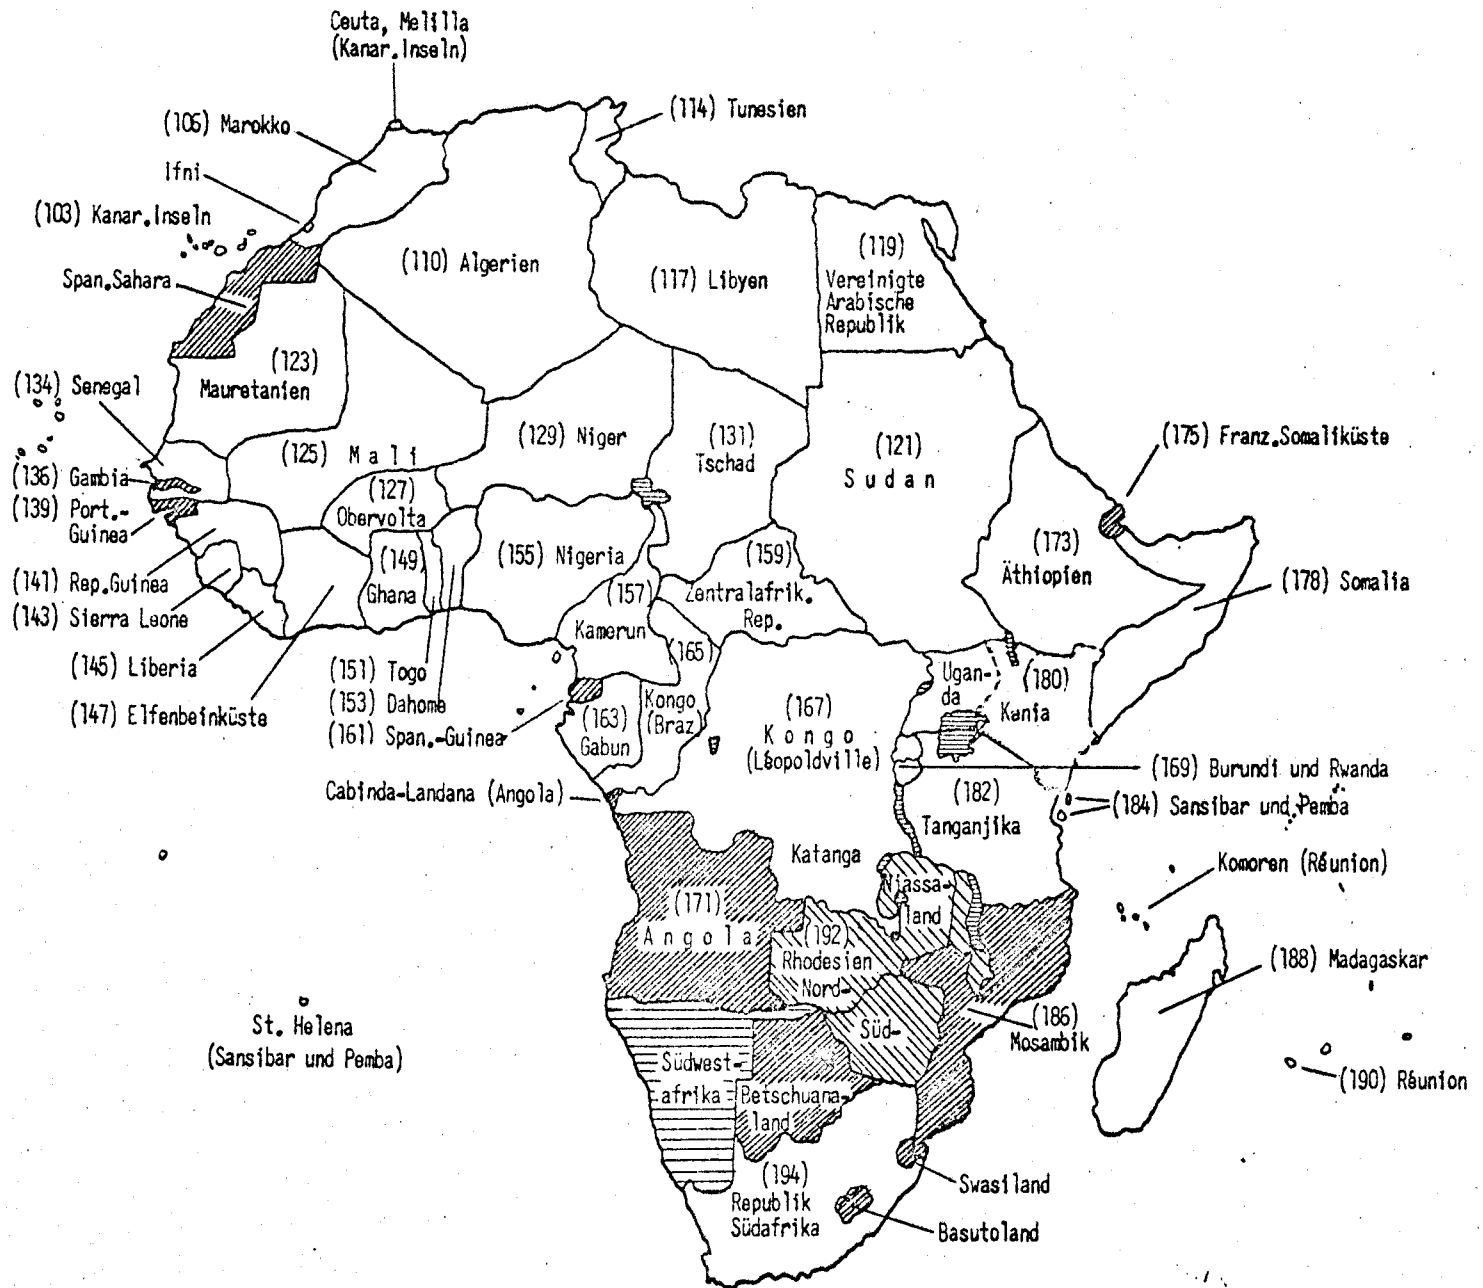 Ceuta, Melilla
(Kanar.Inseln)
(106) Marokko
(114) Tunesien
Ifni
(103) Kanar.Inseln
Span.Sahara
(110) Algerien
(117) Libyen
(119)
Vereinigte
Arabische
Republik
(123)
Mauretanien
(134) Senegal
(125) Mali
(129) Niger
(131)
Tschad
(121)
Sudan
(175) Franz.Somaliküste
(136) Gambia
(139) Port.-
Guinea
(127)
Obervolta
(149)
Ghana
(155) Nigeria
(159)
Zentralafrik.
Rep.
(173)
Äthiopien
(178) Somalia
(141) Rep.Guinea
(143) Sierra Leone
(145) Liberia
(147) Elfenbeinküste
(151) Togo
(153) Dahome
(161) Span.-Guinea
(157)
Kamerun
(165)
Kongo
(Braz)
(163)
Gabun
(167)
Kongo
(Léopoldville)
Ugan-
da
(180)
Kenia
(169) Burundi und Rwanda
(184) Sansibar und Pemba
(182)
Tanganjika
Cabinda-Landana (Angola)
Katanga
Njassa-
land
Komoren (Réunion)
(171)
Angola
(192)
Rhodesien
Nord-
Süd-
(186)
Mosambik
(188) Madagaskar
(190) Réunion
St. Helena
(Sansibar und Pemba)
Südwest-
afrika
Betschuana-
land
(194)
Republik
Südafrika
Swasiland
Basutoland